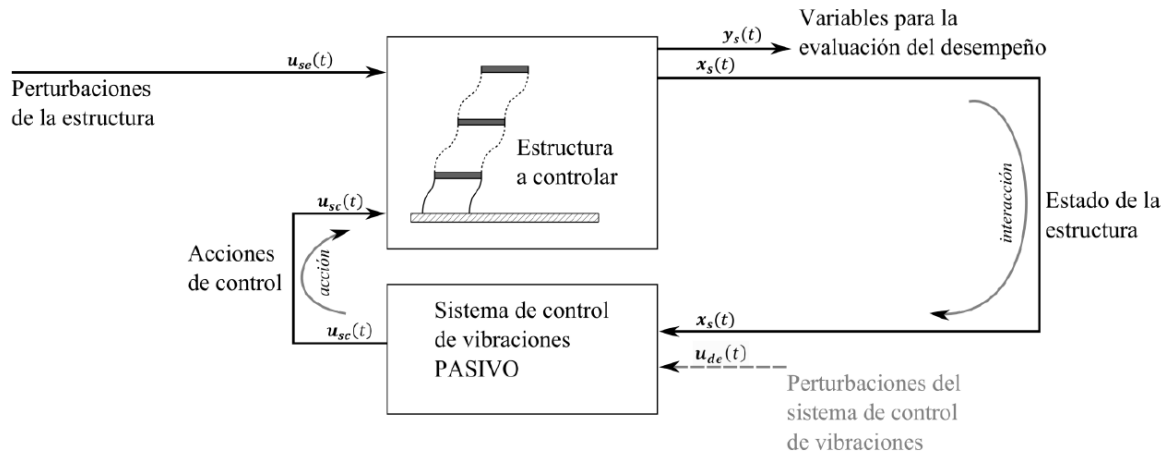 Variables para la
evaluación del desempeño
y_s(t)
x_s(t)
u_se(t)
Perturbaciones
de la estructura
Estructura
a controlar
u_sc(t)
Acciones
de control
acción
u_sc(t)
interacción
Estado de la
estructura
Sistema de control
de vibraciones
PASIVO
x_s(t)
u_de(t)
Perturbaciones del
sistema de control
de vibraciones